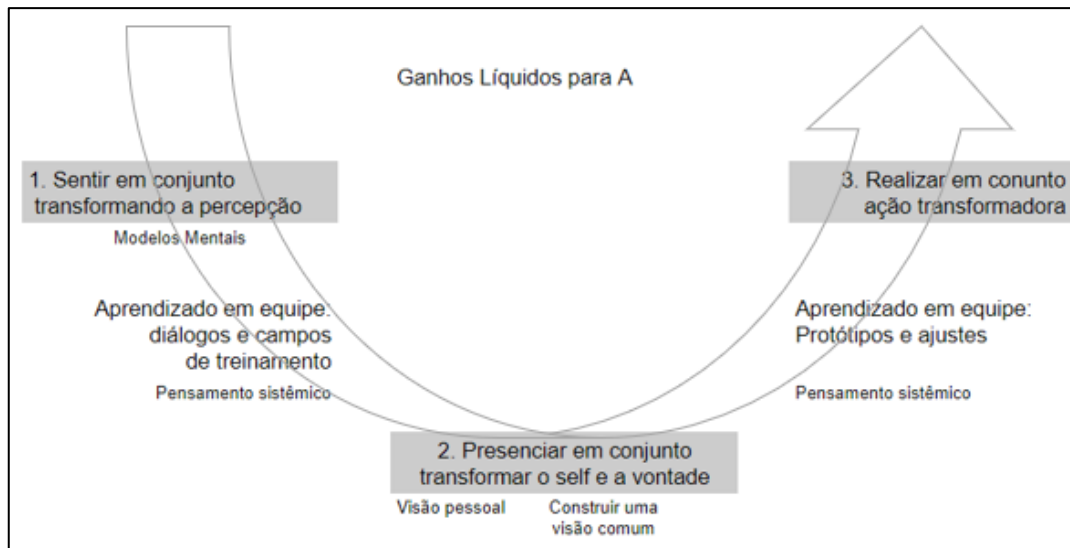 Ganhos Líquidos para A
1. Sentir em conjunto
transformando a percepção
Modelos Mentais
Aprendizado em equipe:
diálogos e campos
de treinamento
Pensamento sistêmico
2. Presenciar em conjunto
transformar o self e a vontade
Visão pessoal
Construir uma
visão comum
3. Realizar em conunto
ação transformadora
Aprendizado em equipe:
Protótipos e ajustes
Pensamento sistêmico